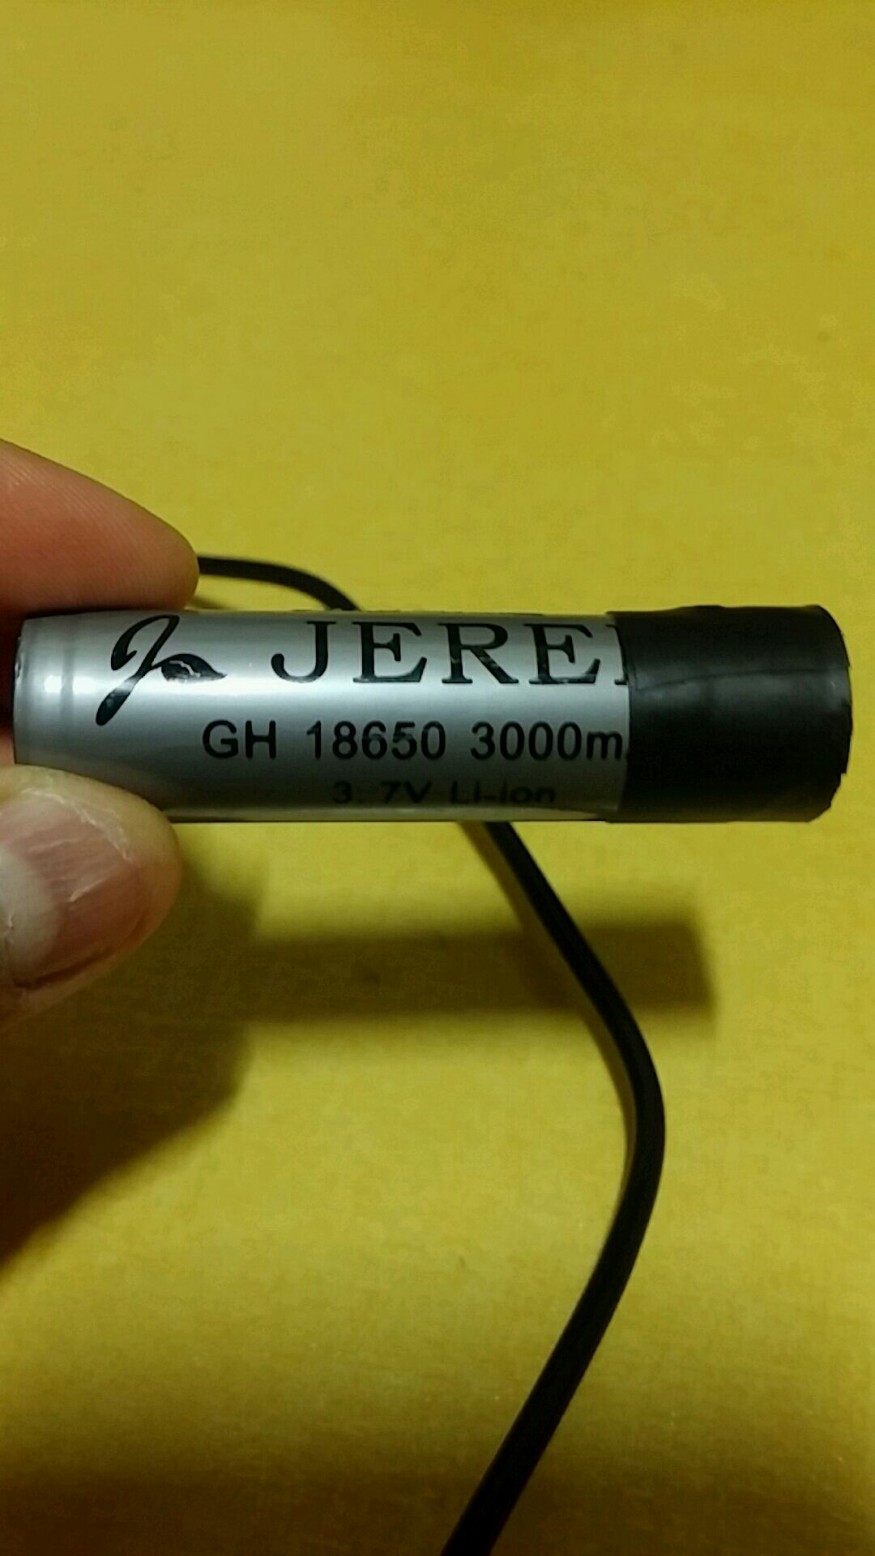 JERE
GH 18650 3000m
3.7V Li-ion